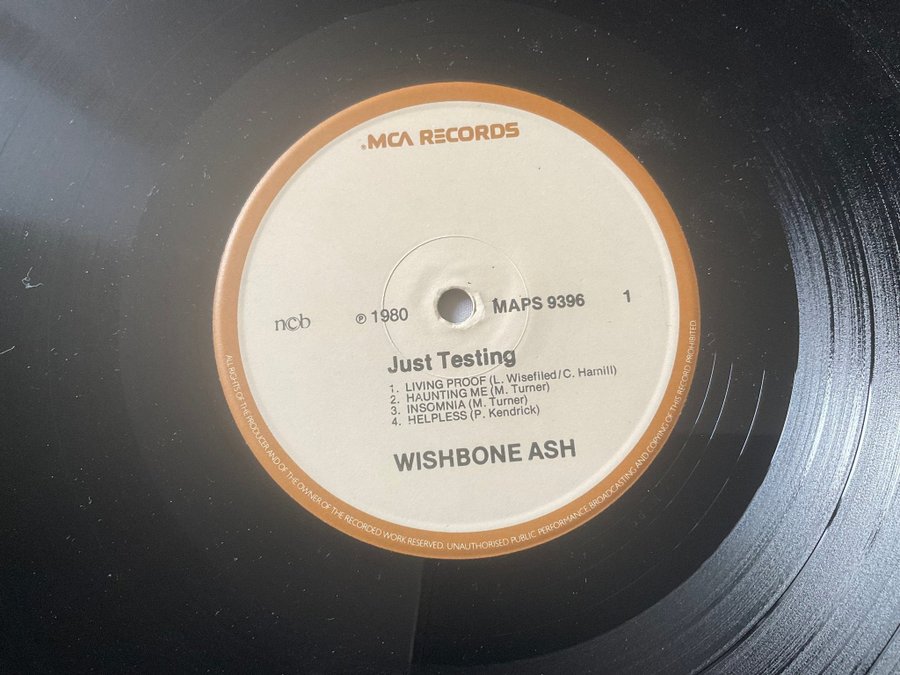 MCA RECORDS
ncb
℗ 1980
MAPS 9396
1
Just Testing
1. LIVING PROOF (L. Wisefiled/C. Harnill)
2. HAUNTING ME (M. Turner)
3. INSOMNIA (M. Turner)
4. HELPLESS (P. Kendrick)
WISHBONE ASH
ALL RIGHTS OF THE PRODUCER AND OF THE OWNER OF THE RECORDED WORK RESERVED. UNAUTHORISED PUBLIC PERFORMANCE, BROADCASTING AND COPYING OF THIS RECORD PROHIBITED.